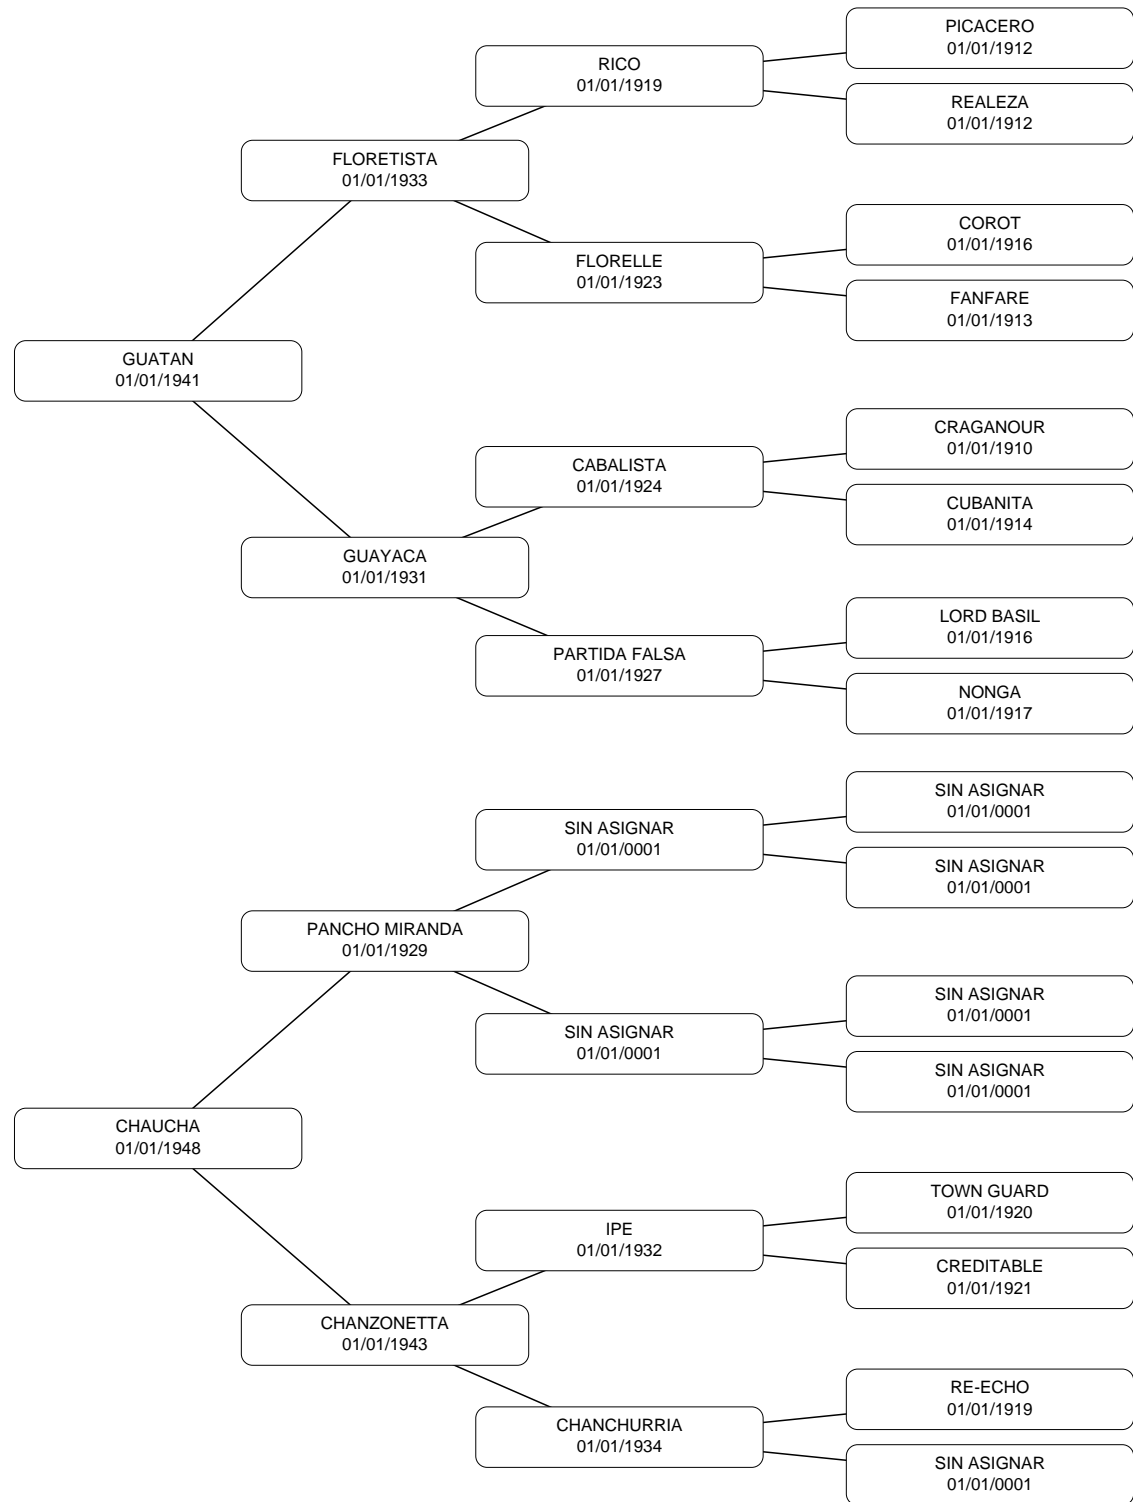 PICACERO
01/01/1912
RICO
01/01/1919
REALEZA
01/01/1912
FLORETISTA
01/01/1933
COROT
01/01/1916
FLORELLE
01/01/1923
FANFARE
01/01/1913
GUATAN
01/01/1941
CRAGANOUR
01/01/1910
CABALISTA
01/01/1924
CUBANITA
01/01/1914
GUAYACA
01/01/1931
LORD BASIL
01/01/1916
PARTIDA FALSA
01/01/1927
NONGA
01/01/1917
SIN ASIGNAR
01/01/0001
SIN ASIGNAR
01/01/0001
SIN ASIGNAR
01/01/0001
PANCHO MIRANDA
01/01/1929
SIN ASIGNAR
01/01/0001
SIN ASIGNAR
01/01/0001
SIN ASIGNAR
01/01/0001
CHAUCHA
01/01/1948
TOWN GUARD
01/01/1920
IPE
01/01/1932
CREDITABLE
01/01/1921
CHANZONETTA
01/01/1943
RE-ECHO
01/01/1919
CHANCHURRIA
01/01/1934
SIN ASIGNAR
01/01/0001